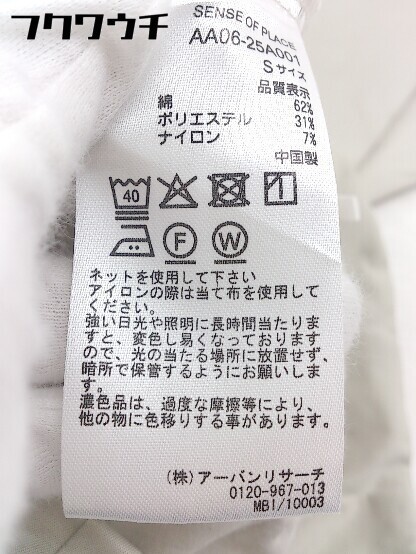 フクワウチ
SENSE OF PLACE
AA06-25A001
Sサイズ
品質表示
綿 62%
ポリエステル 31%
ナイロン 7%
中国製
40
F W
ネットを使用して下さい
アイロンの際は当て布を使用して
ください。
強い日光や照明に長時間当たりま
すと、変色し易くなっております
ので、光の当たる場所に放置せず、
暗所で保管するようにお願いしま
す。
濃色品は、過度な摩擦等により、
他の物に色移りする事があります。
(株)アーバンリサーチ
0120-967-013
MB1/10003